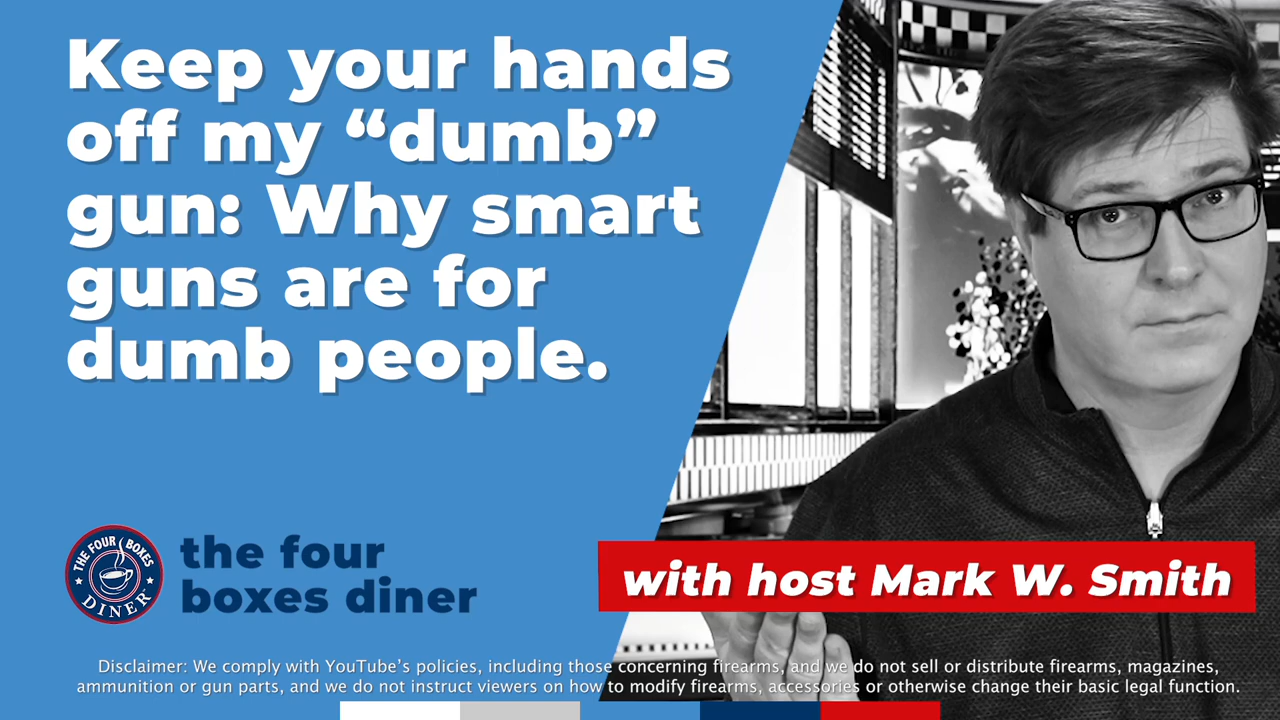 Keep your hands
off my “dumb”
gun: Why smart
guns are for
dumb people.
THE FOUR BOXES
DINER
the four
boxes diner
with host Mark W. Smith
Disclaimer: We comply with YouTube’s policies, including those concerning firearms, and we do not sell or distribute firearms, magazines,
ammunition or gun parts, and we do not instruct viewers on how to modify firearms, accessories or otherwise change their basic legal function.